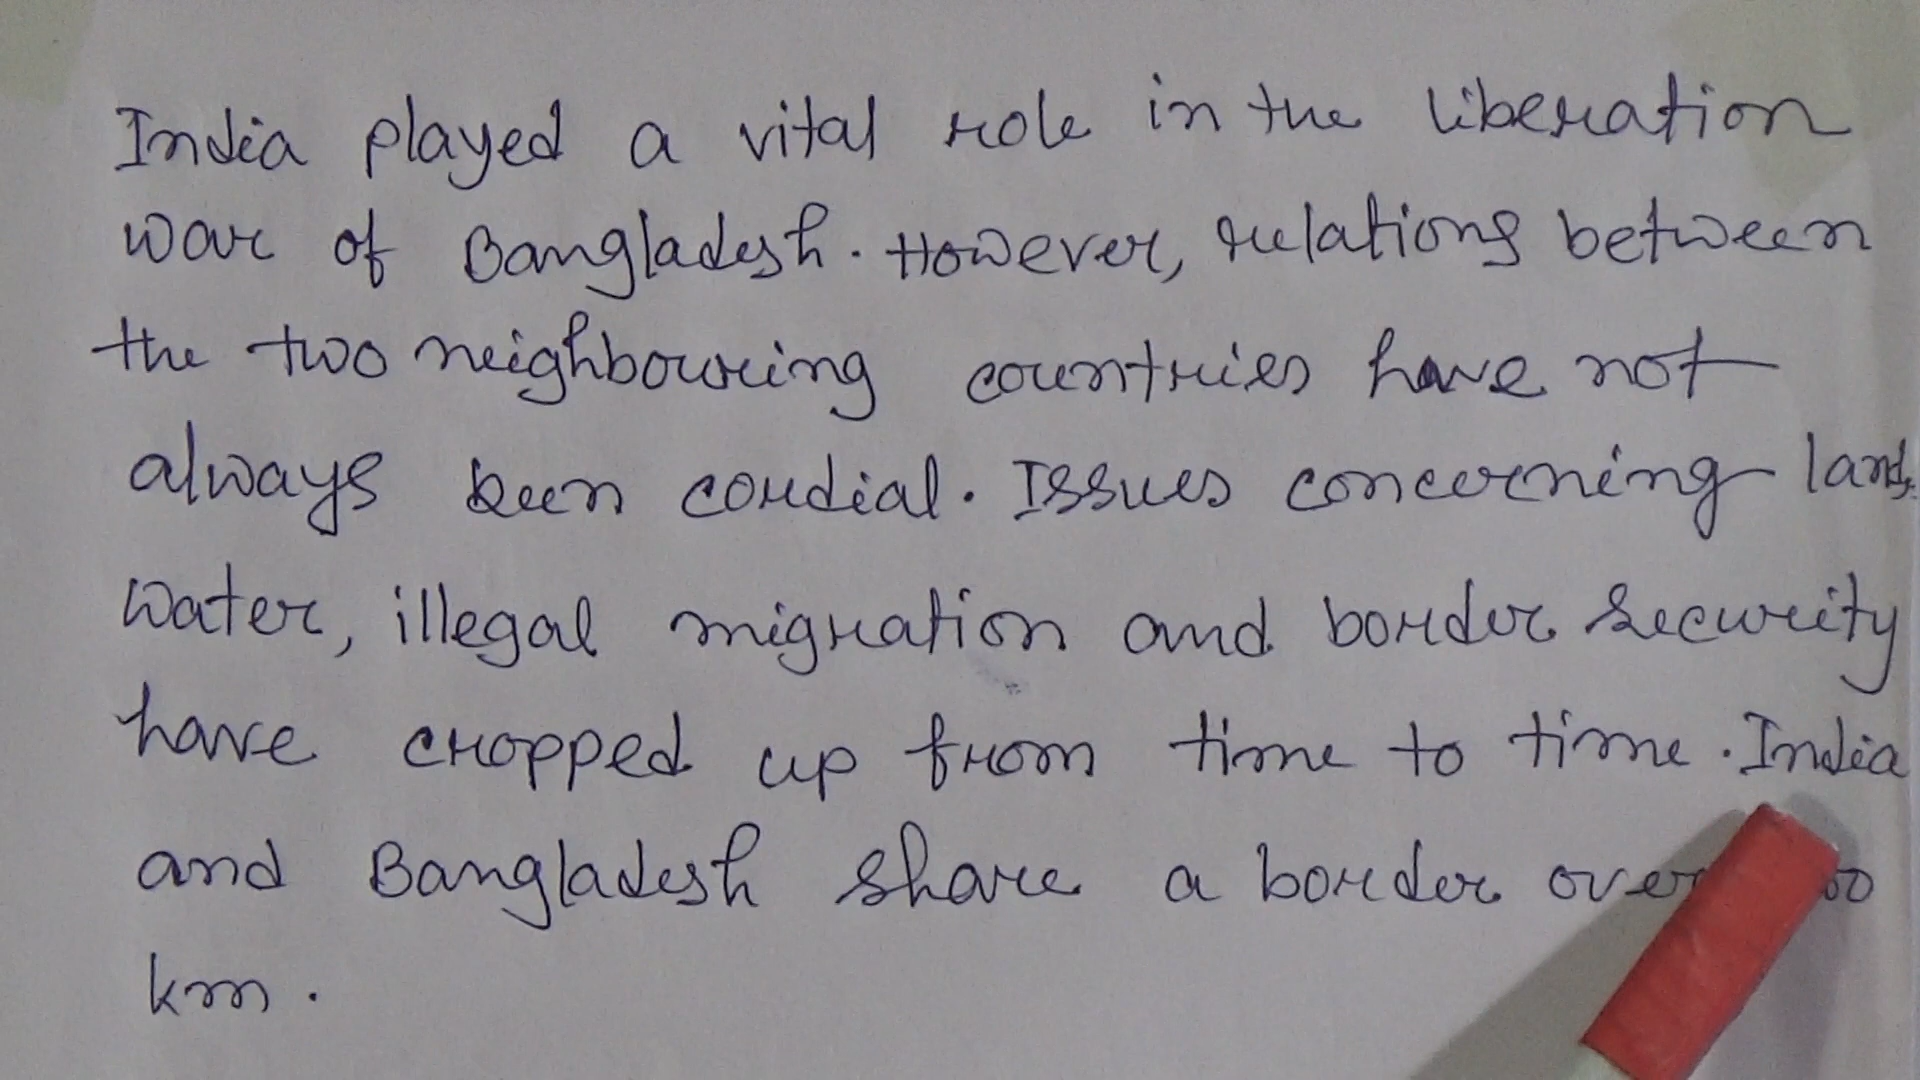 India played a vital role in the liberation
war of Bangladesh. However, relations between
the two neighbouring countries have not
always been cordial. Issues concerning land,
water, illegal migration and border security
have cropped up from time to time. India
and Bangladesh share a border over
km.